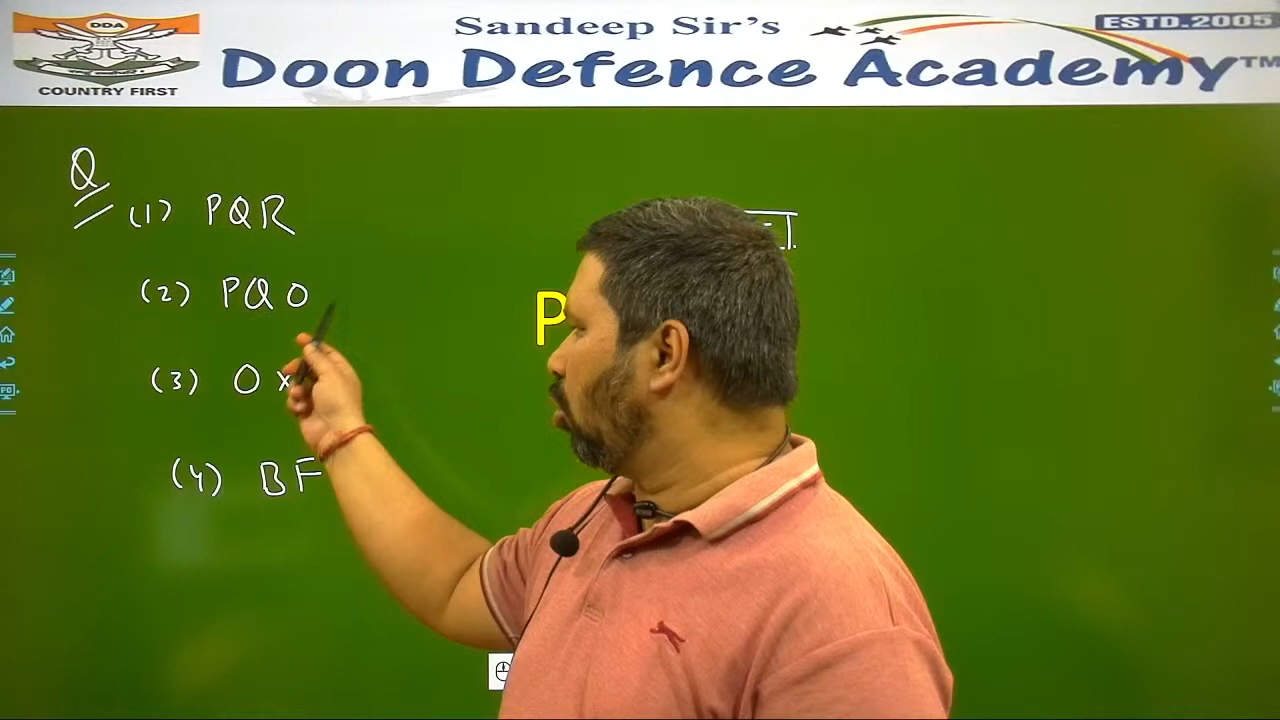 Sandeep Sir's
ESTD.2005
DDA
Doon Defence Academy™
COUNTRY FIRST
Q
(1) PQR
(2) PQO
(3) O x
(4) BF
P